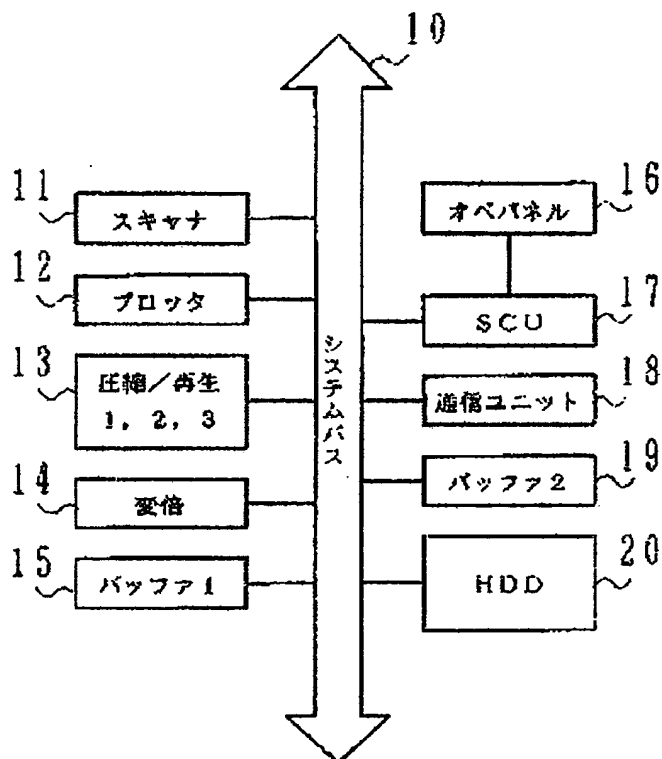 10
11
スキャナ
12
プロッタ
13
圧縮／再生
1, 2, 3
14
変倍
15
バッファ1
システムバス
16
オペパネル
17
SCU
18
通信ユニット
19
バッファ2
20
HDD